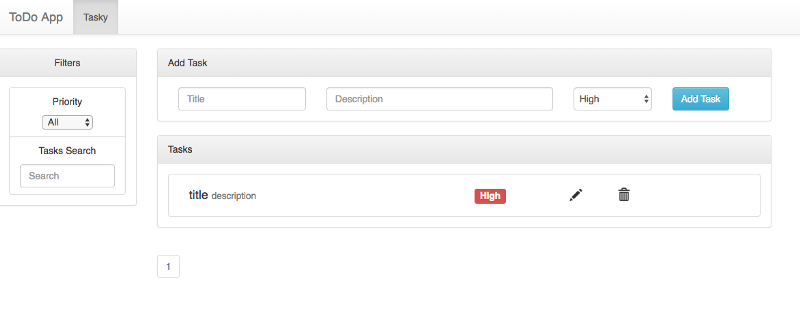 ToDo App Tasky
Filters
Priority
All
Tasks Search
Search
Add Task
Title Description High Add Task
Tasks
title description High
1